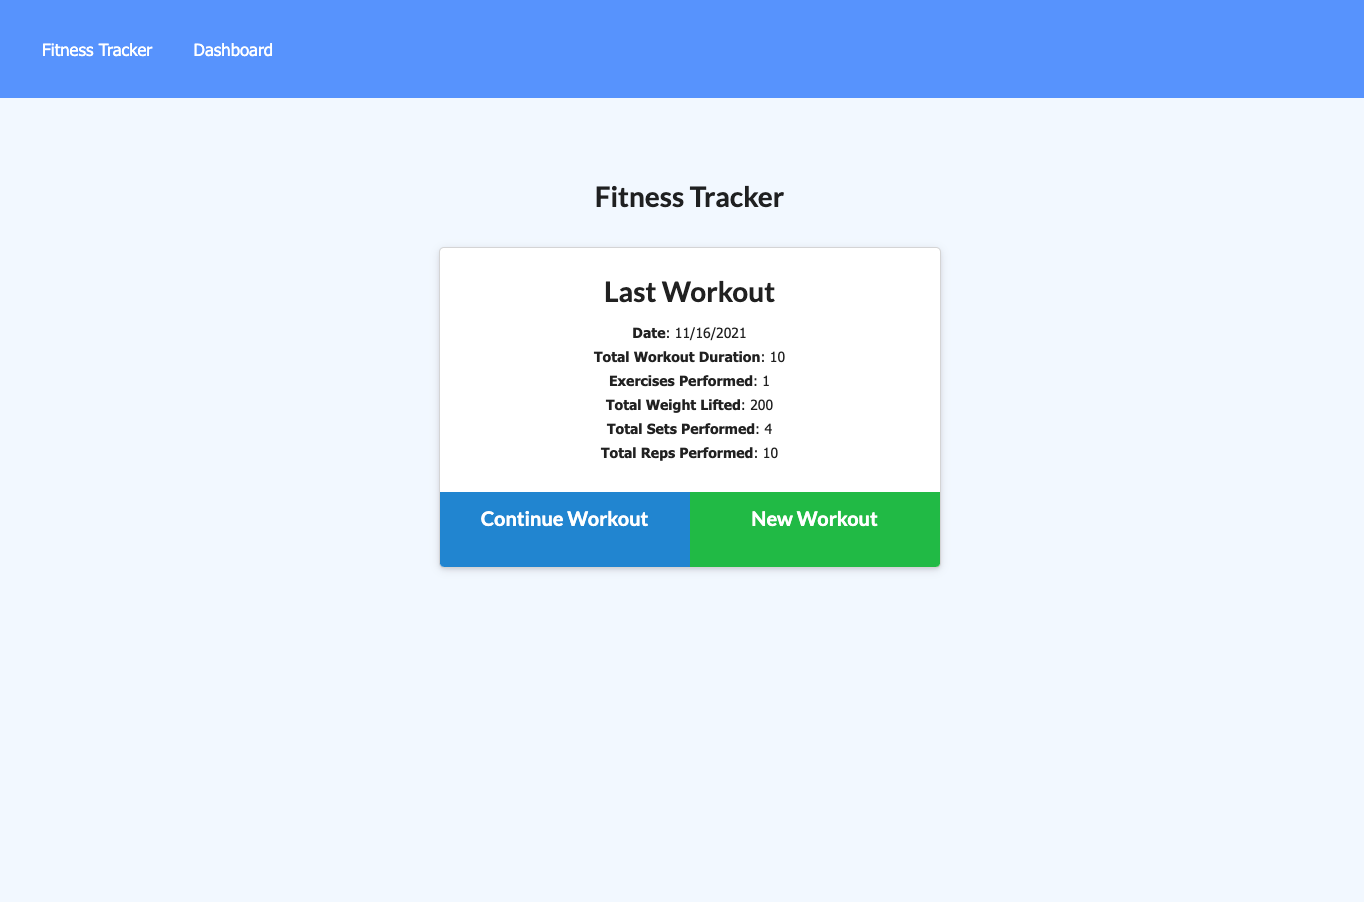 Fitness Tracker Dashboard
Fitness Tracker
Last Workout
Date: 11/16/2021
Total Workout Duration: 10
Exercises Performed: 1
Total Weight Lifted: 200
Total Sets Performed: 4
Total Reps Performed: 10
Continue Workout New Workout